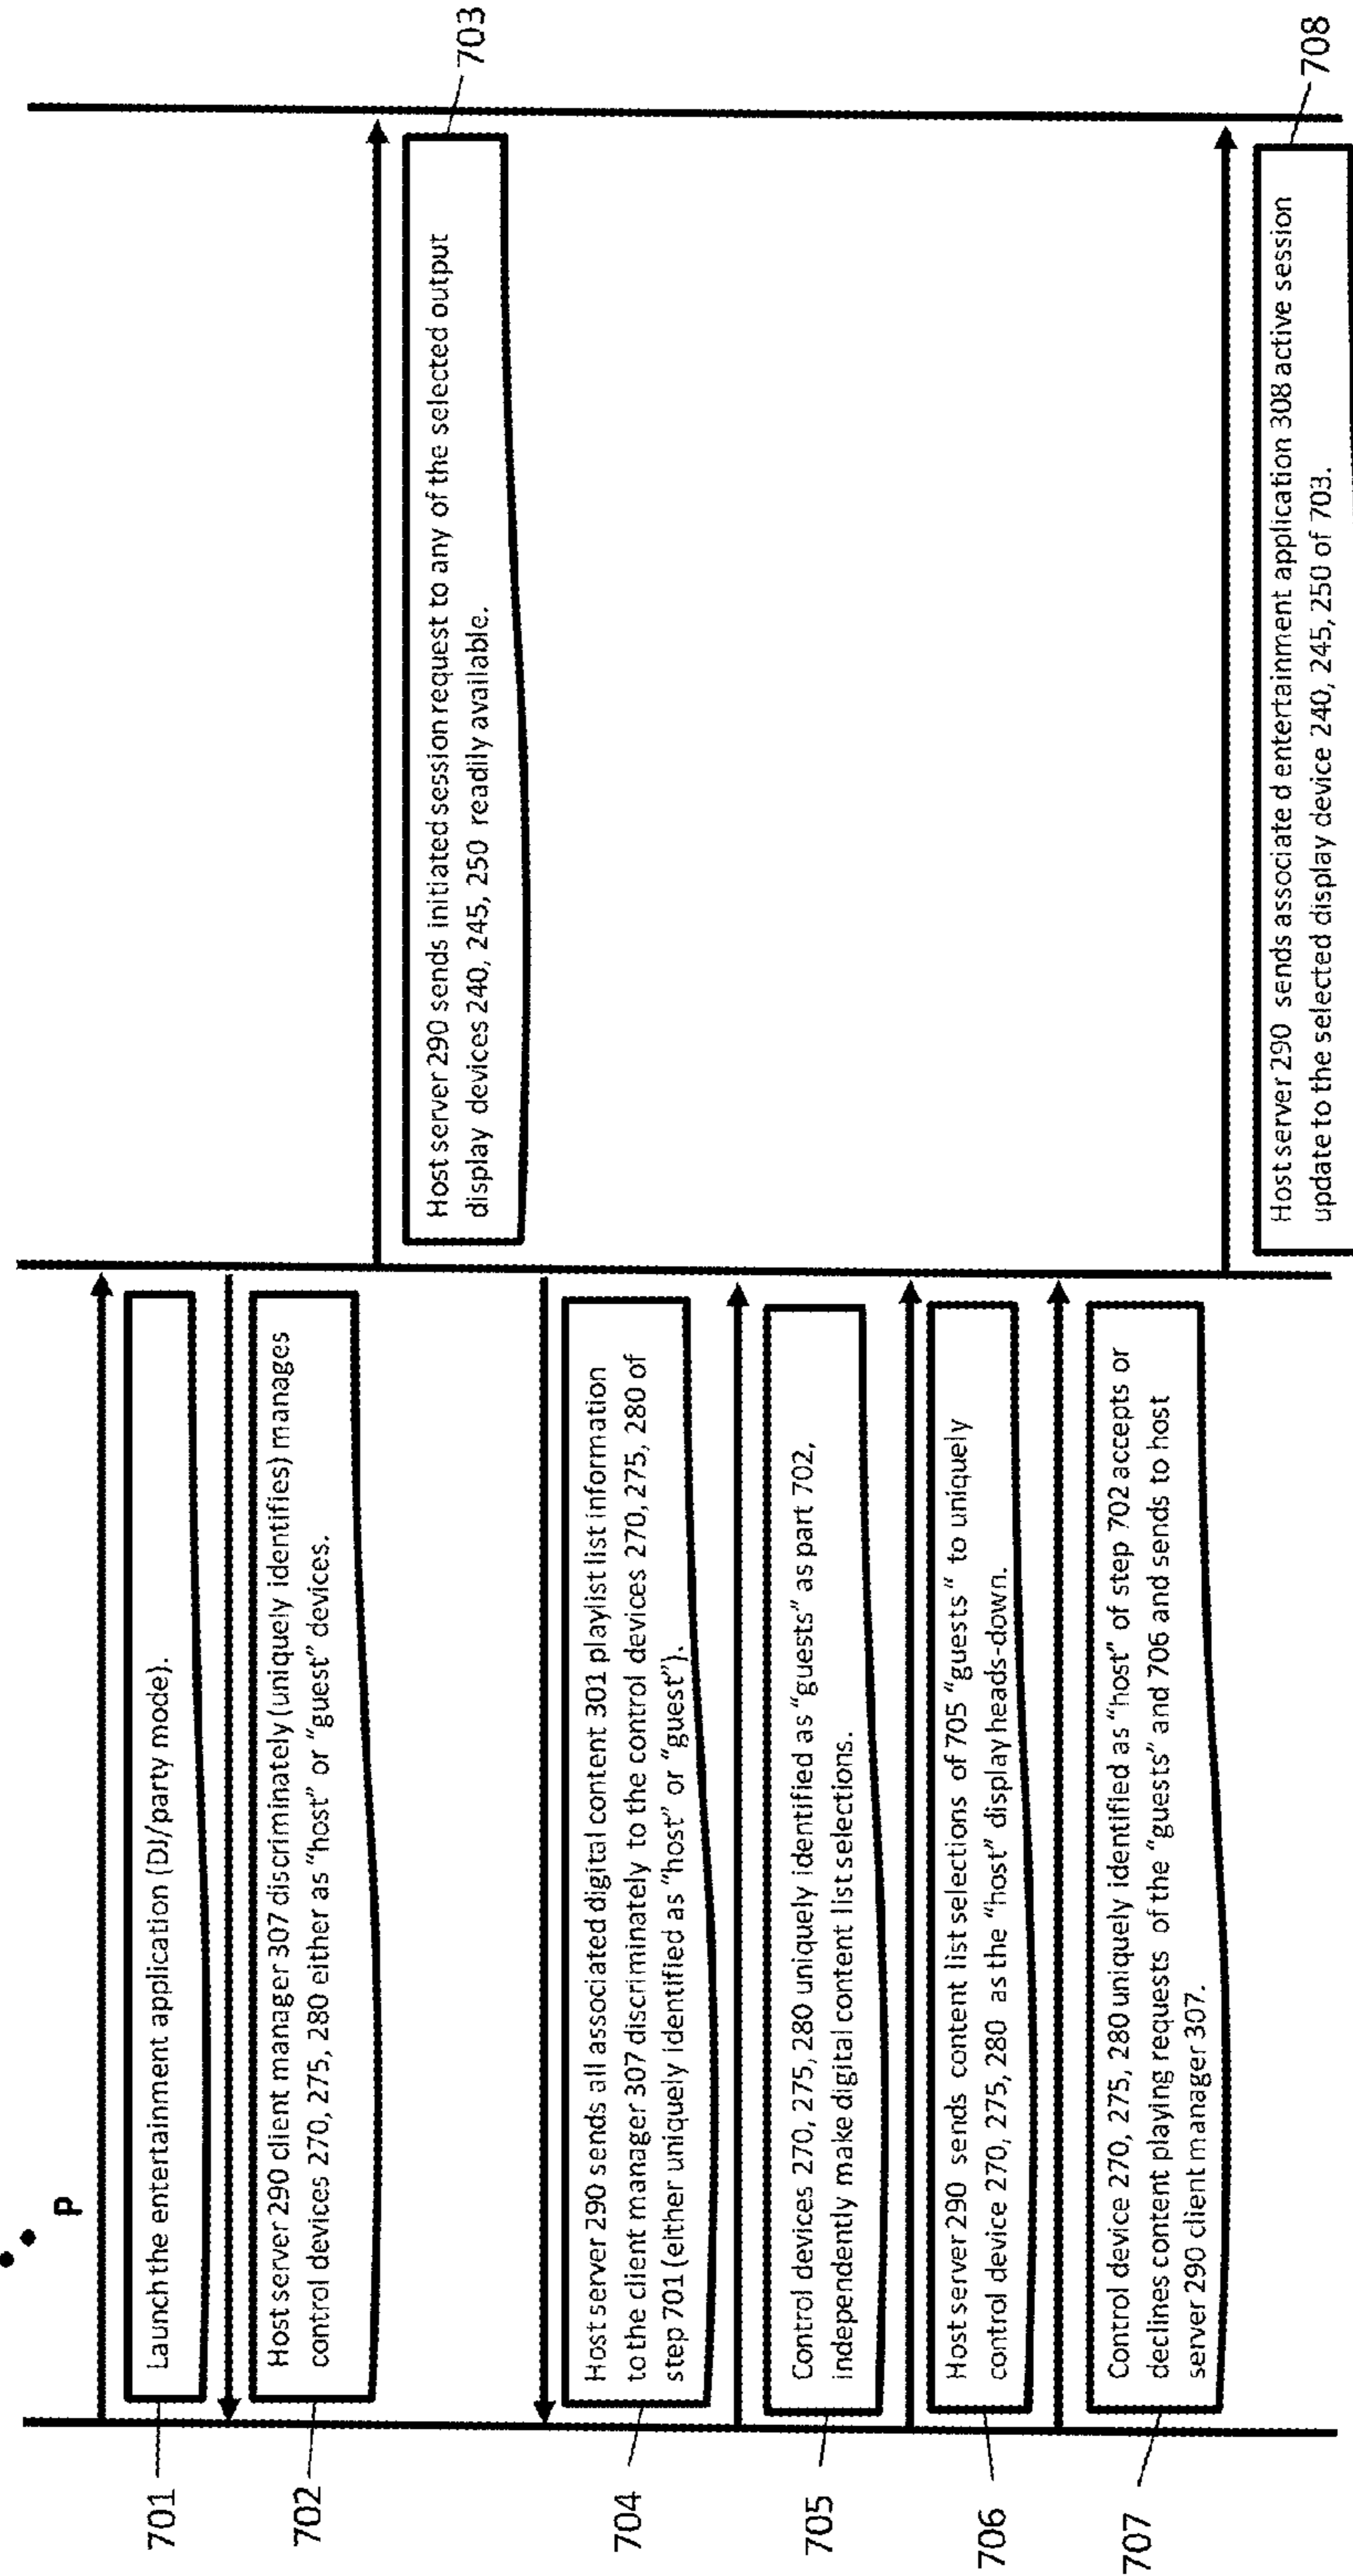 P
701
Launch the entertainment application (DJ/party mode).
702
Host server 290 client manager 307 discriminately (uniquely identifies) manages
control devices 270, 275, 280 either as “host” or “guest” devices.
703
Host server 290 sends initiated session request to any of the selected output
display devices 240, 245, 250 readily available.
704
Host server 290 sends all associated digital content 301 playlist list information
to the client manager 307 discriminately to the control devices 270, 275, 280 of
step 701 (either uniquely identified as “host” or “guest”).
705
Control devices 270, 275, 280 uniquely identified as “guests” as part 702,
independently make digital content list selections.
706
Host server 290 sends content list selections of 705 “guests“ to uniquely
control device 270, 275, 280 as the “host” display heads-down.
707
Control device 270, 275, 280 uniquely identified as “host” of step 702 accepts or
declines content playing requests of the “guests” and 706 and sends to host
server 290 client manager 307.
708
Host server 290 sends associate d entertainment application 308 active session
update to the selected display device 240, 245, 250 of 703.